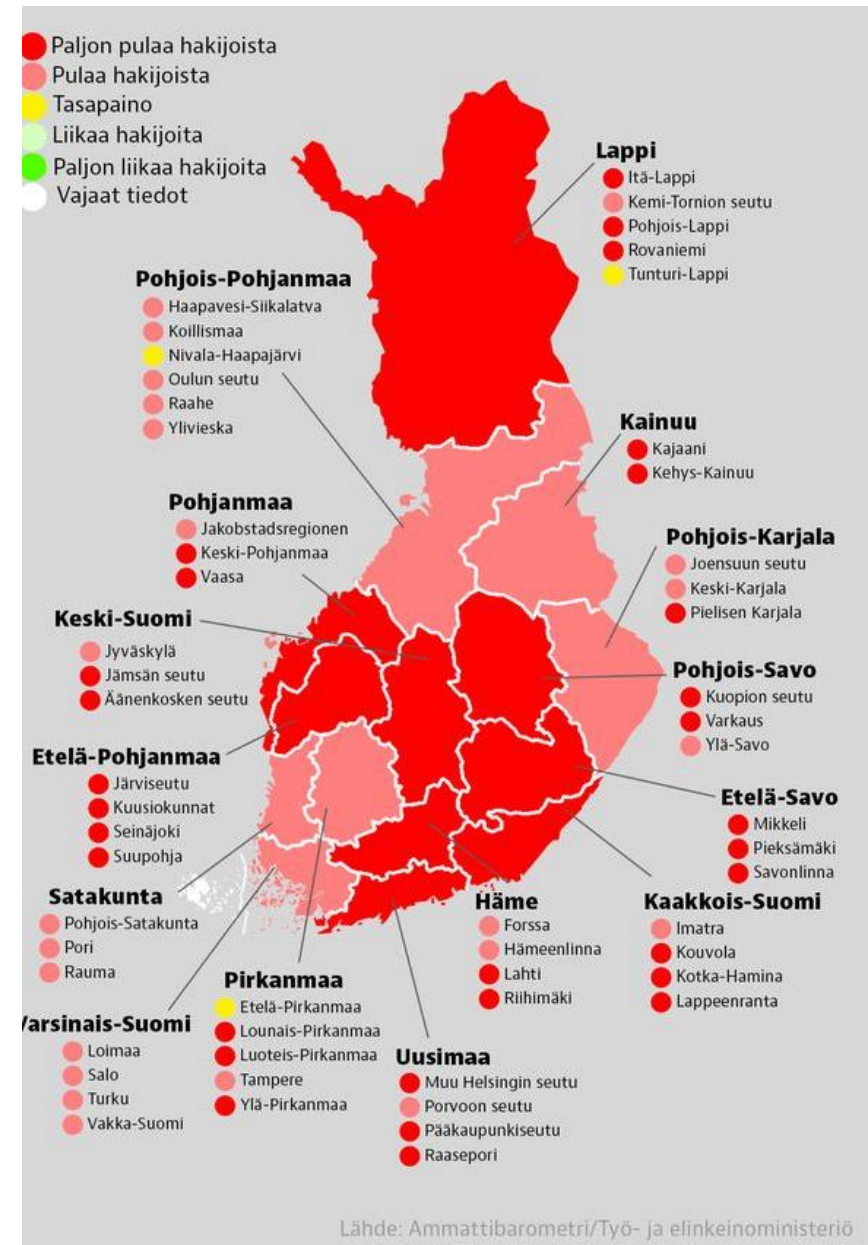 Paljon pulaa hakijoista
Pulaa hakijoista
Tasapaino
Liikaa hakijoita
Paljon liikaa hakijoita
Vajaat tiedot
Lappi
Itä-Lappi
Kemi-Tornion seutu
Pohjois-Lappi
Rovaniemi
Tunturi-Lappi
Pohjois-Pohjanmaa
Haapavesi-Siikalatva
Koillismaa
Nivala-Haapajärvi
Oulun seutu
Raahe
Ylivieska
Kainuu
Kajaani
Kehys-Kainuu
Pohjanmaa
Jakobstadsregionen
Keski-Pohjanmaa
Vaasa
Pohjois-Karjala
Joensuun seutu
Keski-Karjala
Pielisen Karjala
Keski-Suomi
Jyväskylä
Jämsän seutu
Äänenkosken seutu
Pohjois-Savo
Kuopion seutu
Varkaus
Ylä-Savo
Etelä-Pohjanmaa
Järviseutu
Kuusiokunnat
Seinäjoki
Suupohja
Etelä-Savo
Mikkeli
Pieksämäki
Savonlinna
Satakunta
Pohjois-Satakunta
Pori
Rauma
Häme
Forssa
Hämeenlinna
Lahti
Riihimäki
Kaakkois-Suomi
Imatra
Kouvola
Kotka-Hamina
Lappeenranta
Pirkanmaa
Etelä-Pirkanmaa
Lounais-Pirkanmaa
Luoteis-Pirkanmaa
Tampere
Ylä-Pirkanmaa
Varsinais-Suomi
Loimaa
Salo
Turku
Vakka-Suomi
Uusimaa
Muu Helsingin seutu
Porvoon seutu
Pääkaupunkiseutu
Raasepori
Lähde: Ammattibarometri/Työ- ja elinkeinoministeriö